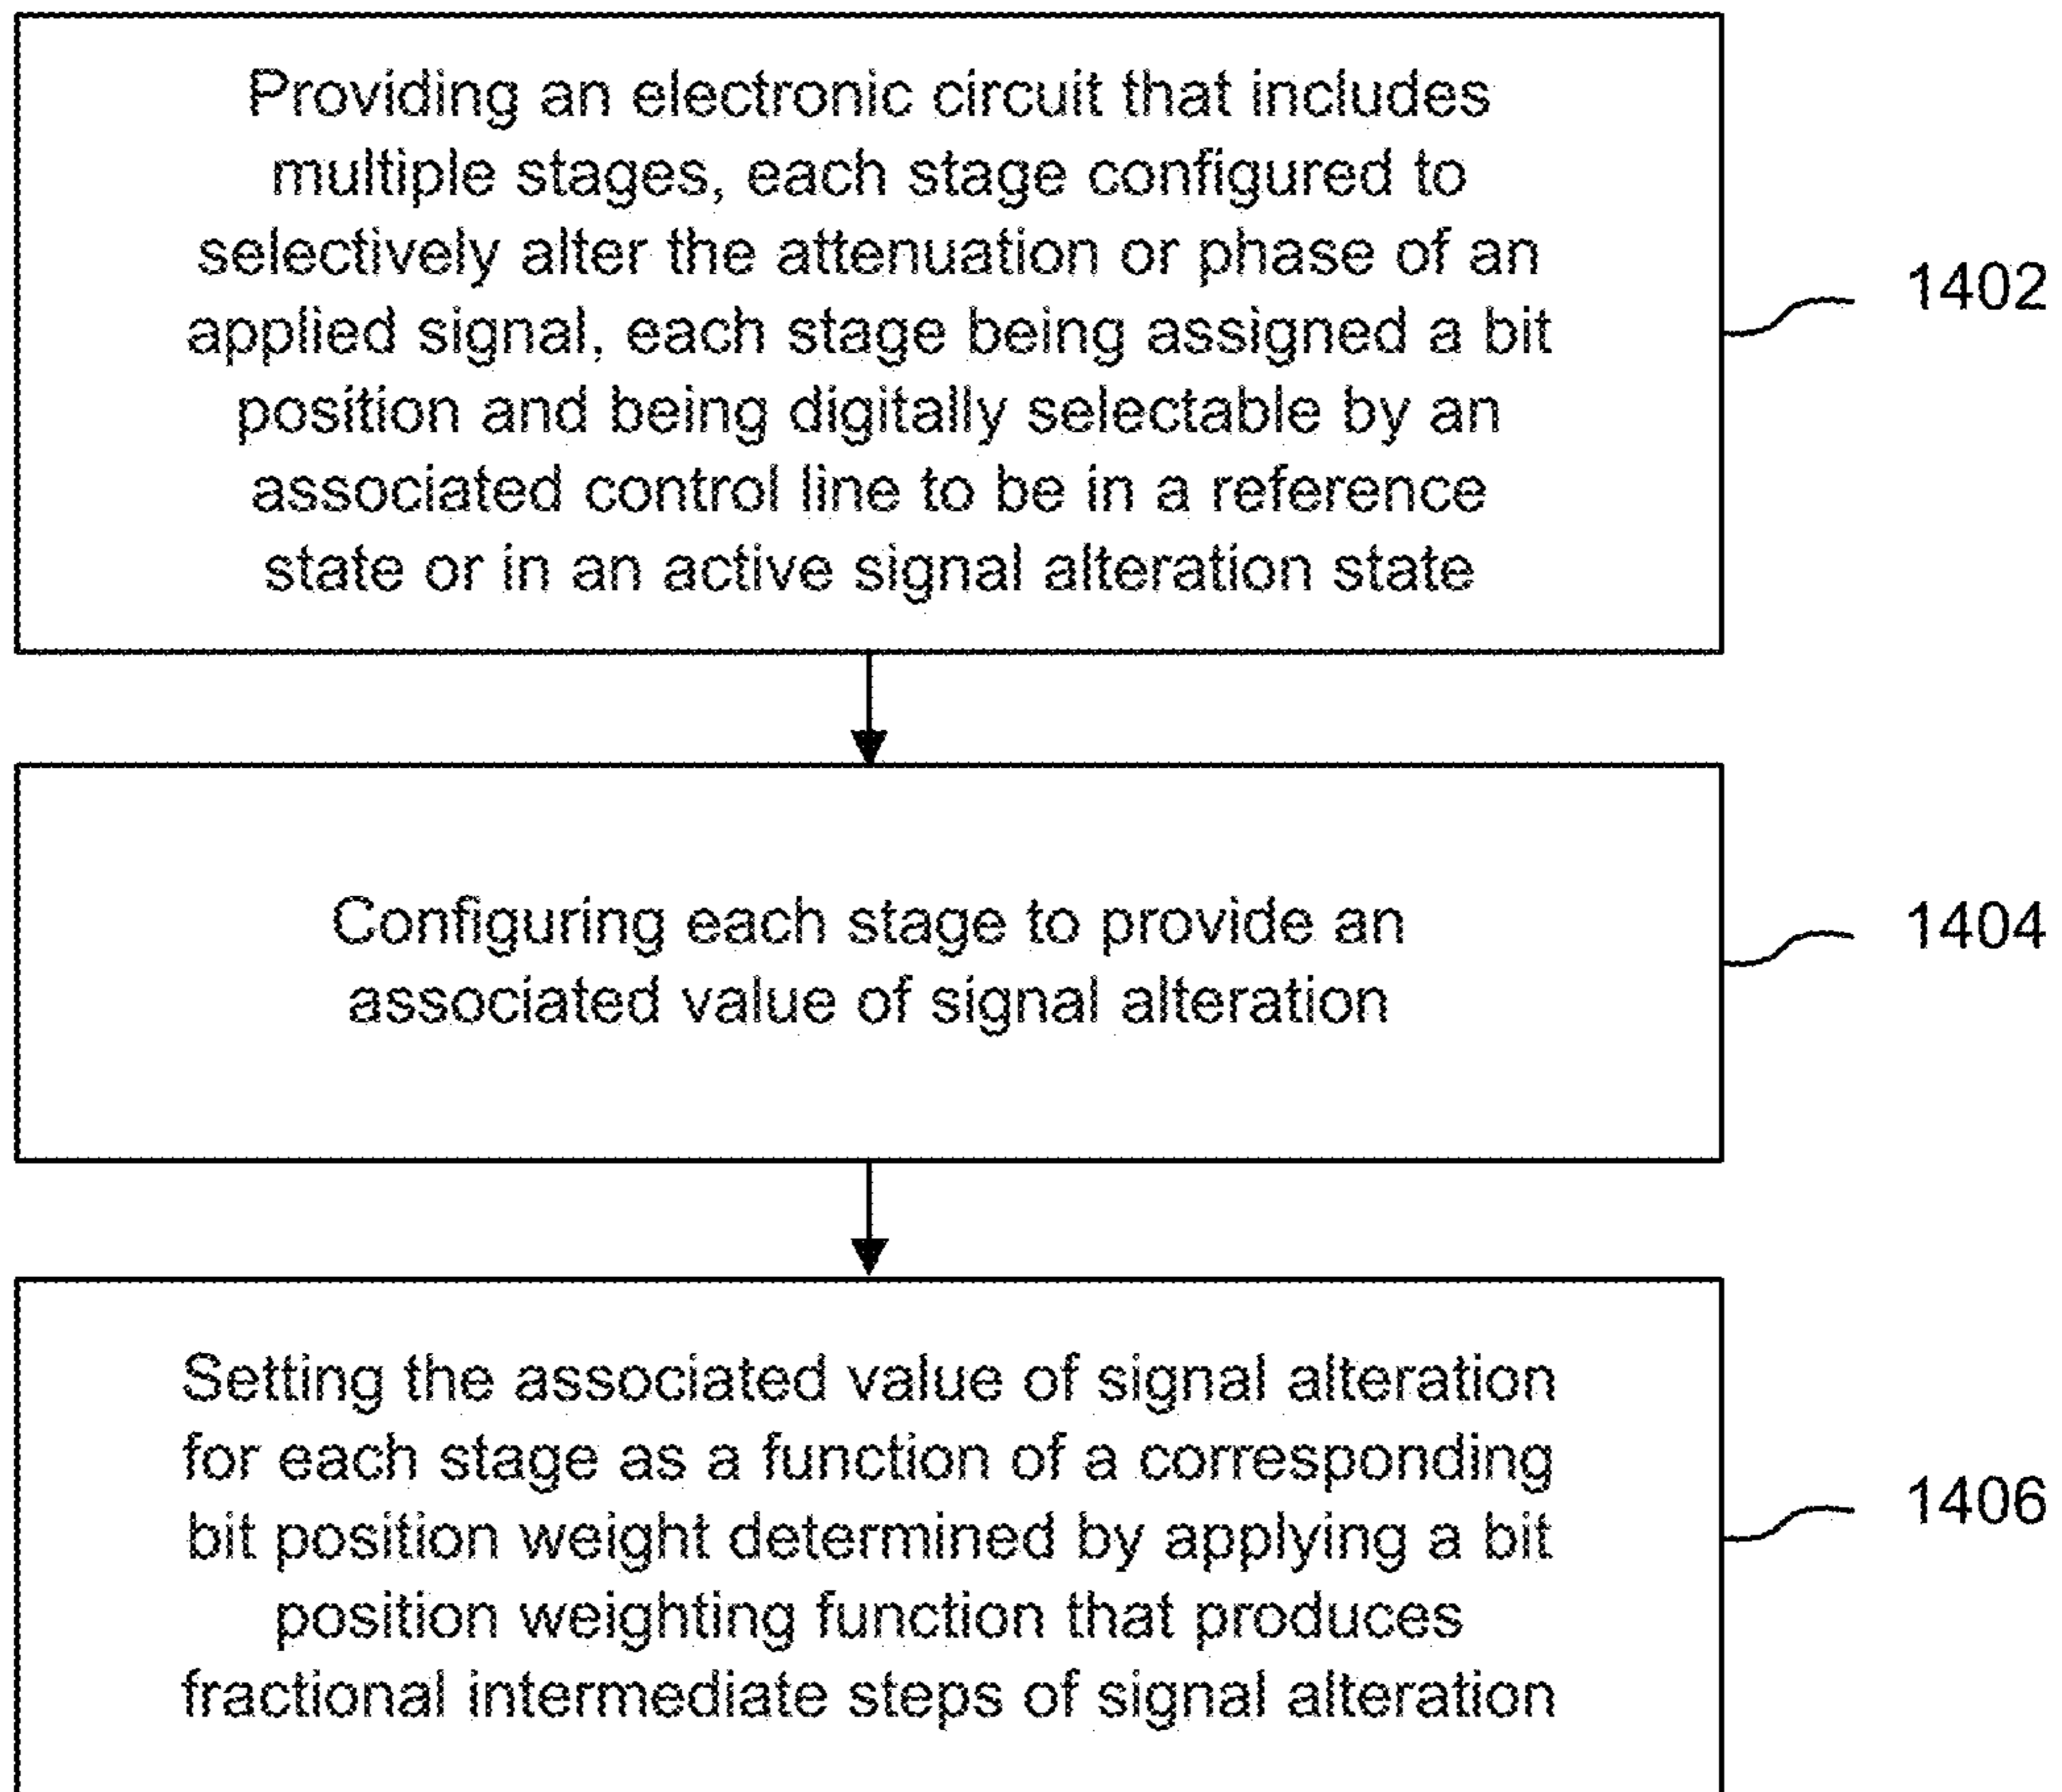 Providing an electronic circuit that includes
multiple stages, each stage configured to
selectively alter the attenuation or phase of an
applied signal, each stage being assigned a bit
position and being digitally selectable by an
associated control line to be in a reference
state or in an active signal alteration state
1402
Configuring each stage to provide an
associated value of signal alteration
1404
Setting the associated value of signal alteration
for each stage as a function of a corresponding
bit position weight determined by applying a bit
position weighting function that produces
fractional intermediate steps of signal alteration
1406